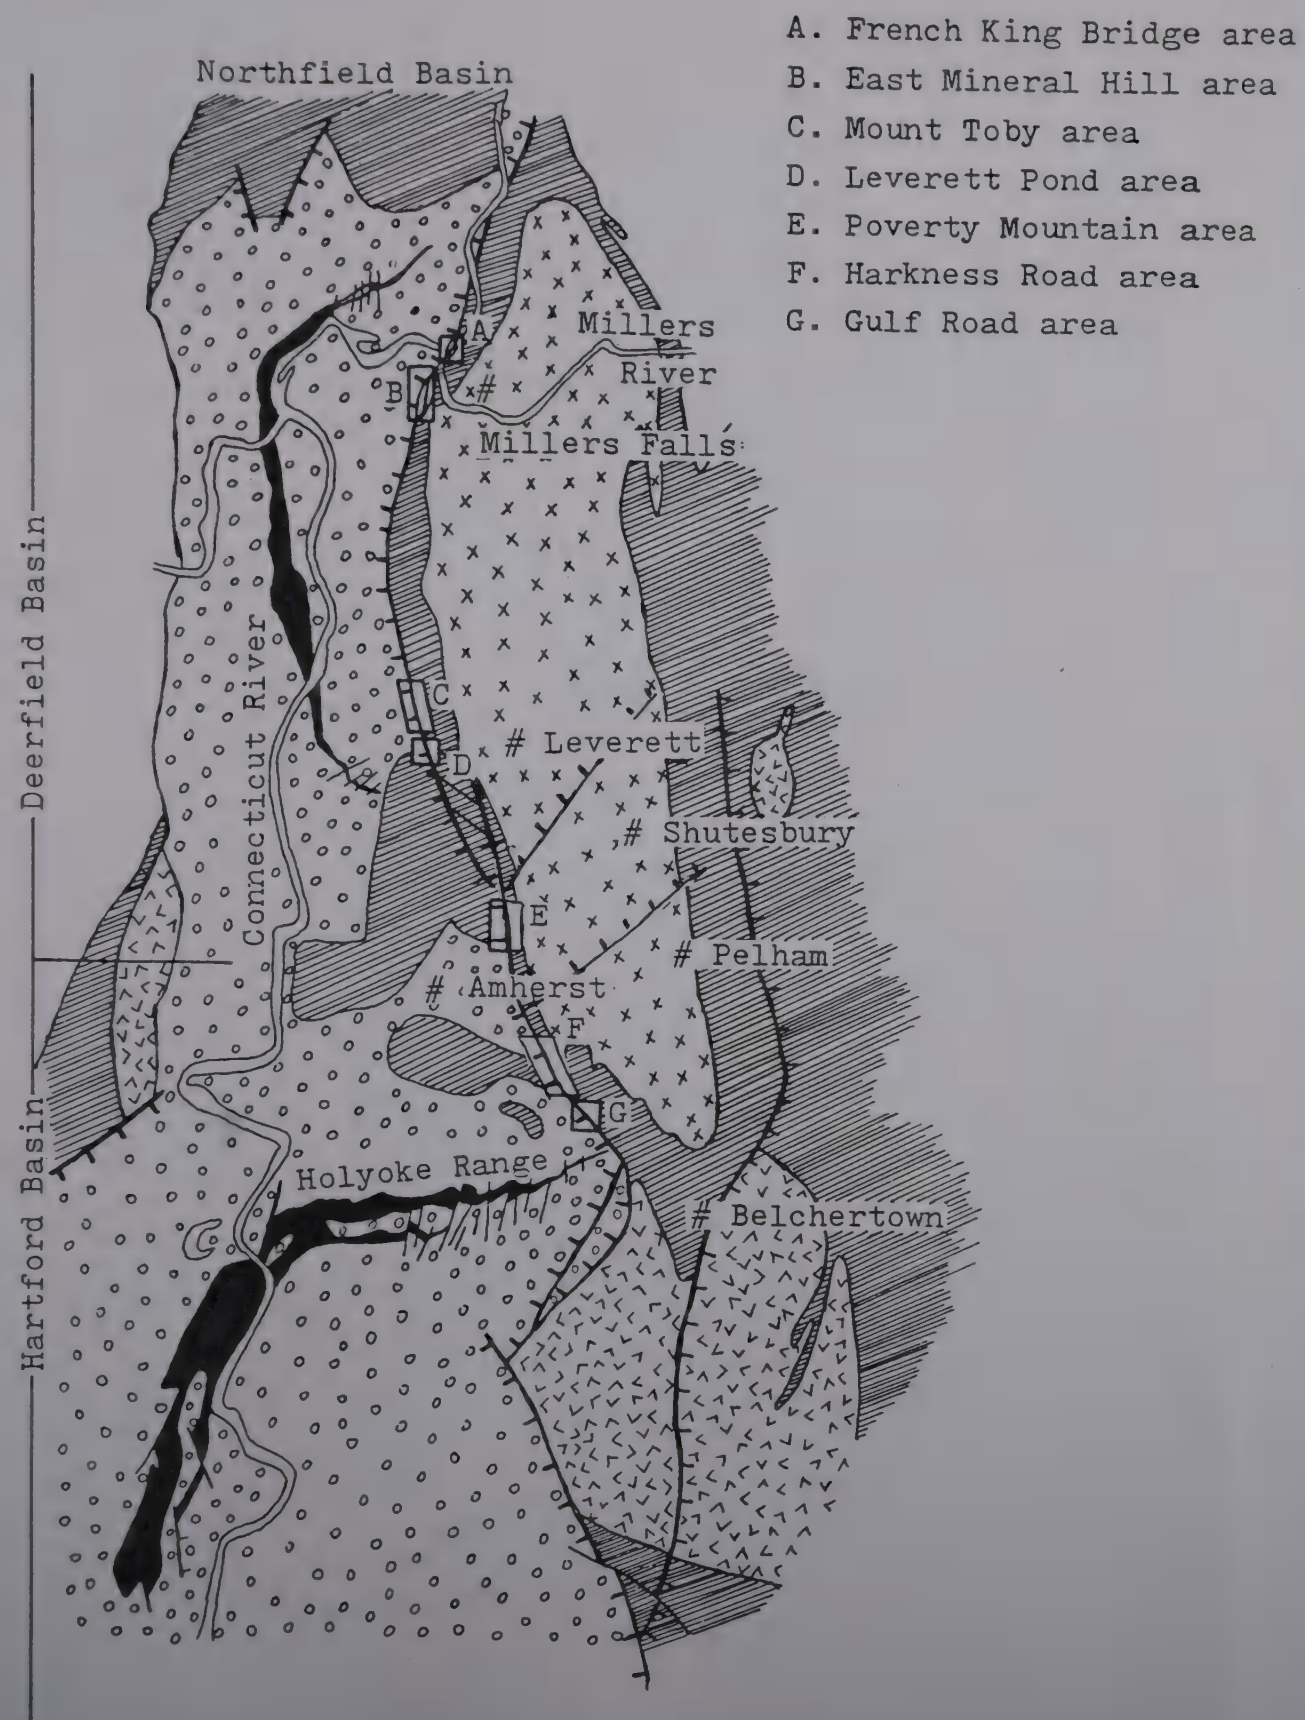 A. French King Bridge area
B. East Mineral Hill area
C. Mount Toby area
D. Leverett Pond area
E. Poverty Mountain area
F. Harkness Road area
G. Gulf Road area
Northfield Basin
A
Millers
River
B
#
Millers Falls
Deerfield Basin
Connecticut River
C
# Leverett
D
# Shutesbury
E
# Pelham
# Amherst
F
G
Hartford Basin
Holyoke Range
# Belchertown